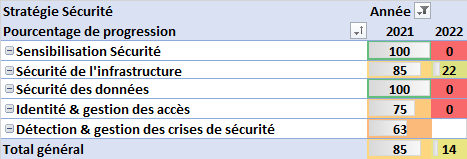 Stratégie Sécurité Année
Pourcentage de progression 2021 2022
Sensibilisation Sécurité 100 0
Sécurité de l'infrastructure 85 22
Sécurité des données 100 0
Identité & gestion des accès 75 0
Détection & gestion des crises de sécurité 63
Total général 85 14